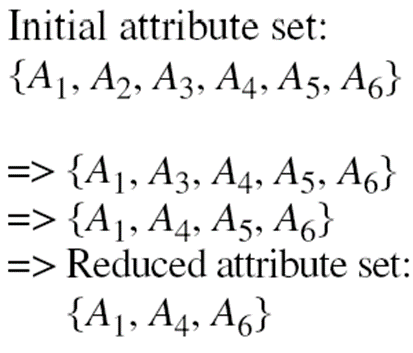 Initial attribute set:
{A₁, A₂, A₃, A₄, A₅, A₆}
=> {A₁, A₃, A₄, A₅, A₆}
=> {A₁, A₄, A₅, A₆}
=> Reduced attribute set:
{A₁, A₄, A₆}